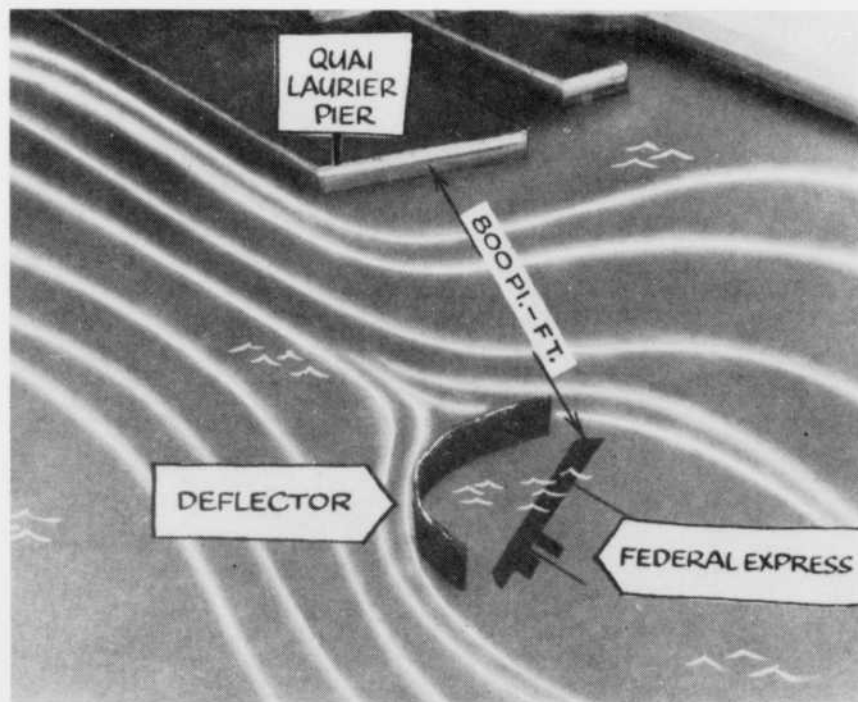 QUAI
LAURIER
PIER
800 PI.-FT.
DEFLECTOR
FEDERAL EXPRESS